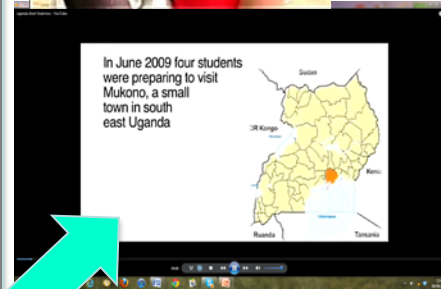 uganda
In June 2009 four students
were preparing to visit
Mukono, a small
town in south
east Uganda
Sudan
DR Kongo
Kenia
Ruanda
Tansania